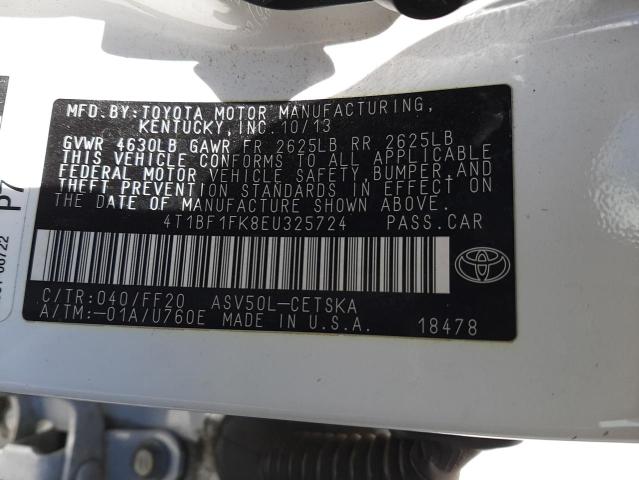 MFD. BY: TOYOTA MOTOR MANUFACTURING,
KENTUCKY, INC. 10/13
GVWR 4630LB GAWR FR 2625LB RR 2625LB
THIS VEHICLE CONFORMS TO ALL APPLICABLE
FEDERAL MOTOR VEHICLE SAFETY, BUMPER, AND
THEFT PREVENTION STANDARDS IN EFFECT ON
THE DATE OF MANUFACTURE SHOWN ABOVE.
4T1BF1FK8EU325724 PASS.CAR
C/TR:040/FF20 ASV50L-CETSKA
A/TM:-01A/U760E MADE IN U.S.A. 18478